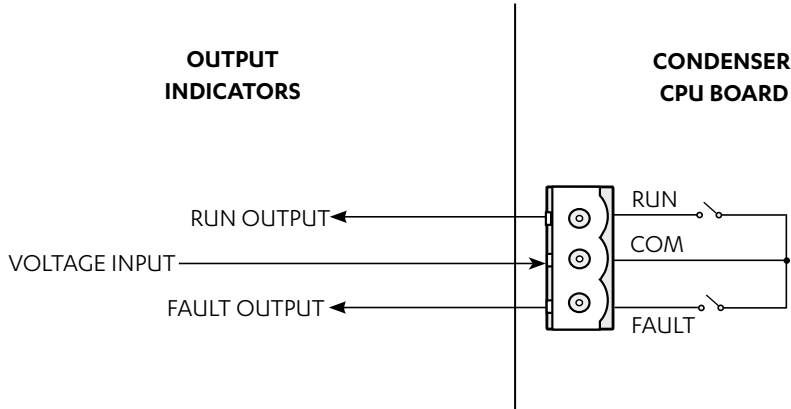 OUTPUT
INDICATORS
CONDENSER
CPU BOARD
RUN OUTPUT
RUN
VOLTAGE INPUT
COM
FAULT OUTPUT
FAULT